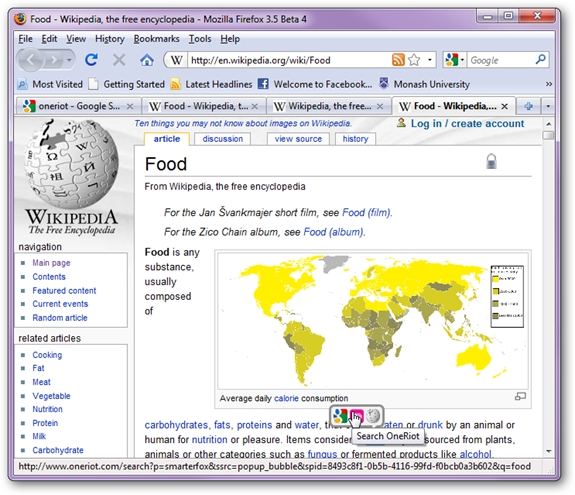 Food - Wikipedia, the free encyclopedia - Mozilla Firefox 3.5 Beta 4
File Edit View History Bookmarks Tools Help
http://en.wikipedia.org/wiki/Food
Google
Most Visited Getting Started Latest Headlines Welcome to Facebook... Monash University
oneriot - Google S... Food - Wikipedia, t... Wikipedia, the free... Food - Wikipedia,...
Ten things you may not know about images on Wikipedia. Log in / create account
article discussion view source history
Food
From Wikipedia, the free encyclopedia
For the Jan Švankmajer short film, see Food (film).
For the Zico Chain album, see Food (album).
WIKIPEDIA
The Free Encyclopedia
navigation
Main page
Contents
Featured content
Current events
Random article
related articles
Cooking
Fat
Meat
Vegetable
Nutrition
Protein
Milk
Carbohydrate
Food is any
substance,
usually
composed
of
Average daily calorie consumption
carbohydrates, fats, proteins and water, eaten or drunk by an animal or
human for nutrition or pleasure. Items consider sourced from plants,
animals or other categories such as fungus or fermented products like alcohol.
Search OneRiot
http://www.oneriot.com/search?p=smarterfox&ssrc=popup_bubble&spid=8493c8f1-0b5b-4116-99fd-f0bcb0a3b602&q=food